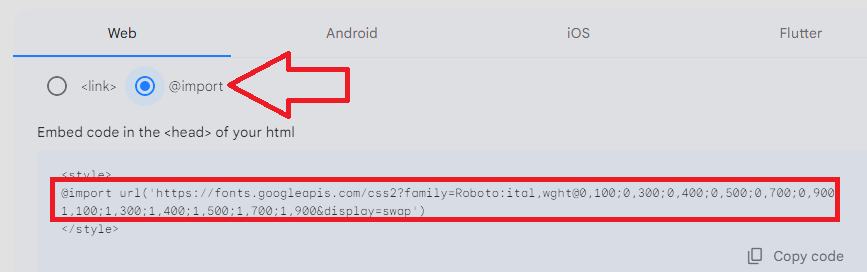 Web Android iOS Flutter
<link> @import
Embed code in the <head> of your html
<style>
@import url('https://fonts.googleapis.com/css2?family=Roboto:ital,wght@0,100;0,300;0,400;0,500;0,700;0,900
1,100;1,300;1,400;1,500;1,700;1,900&display=swap')
</style>
Copy code